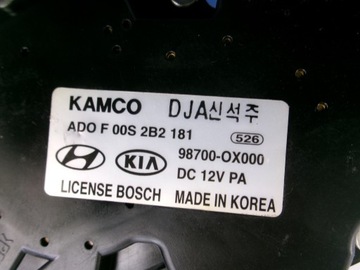 KAMCO DJA신석주
ADO F 00S 2B2 181 526
KIA 98700-OX000
DC 12V PA
LICENSE BOSCH MADE IN KOREA